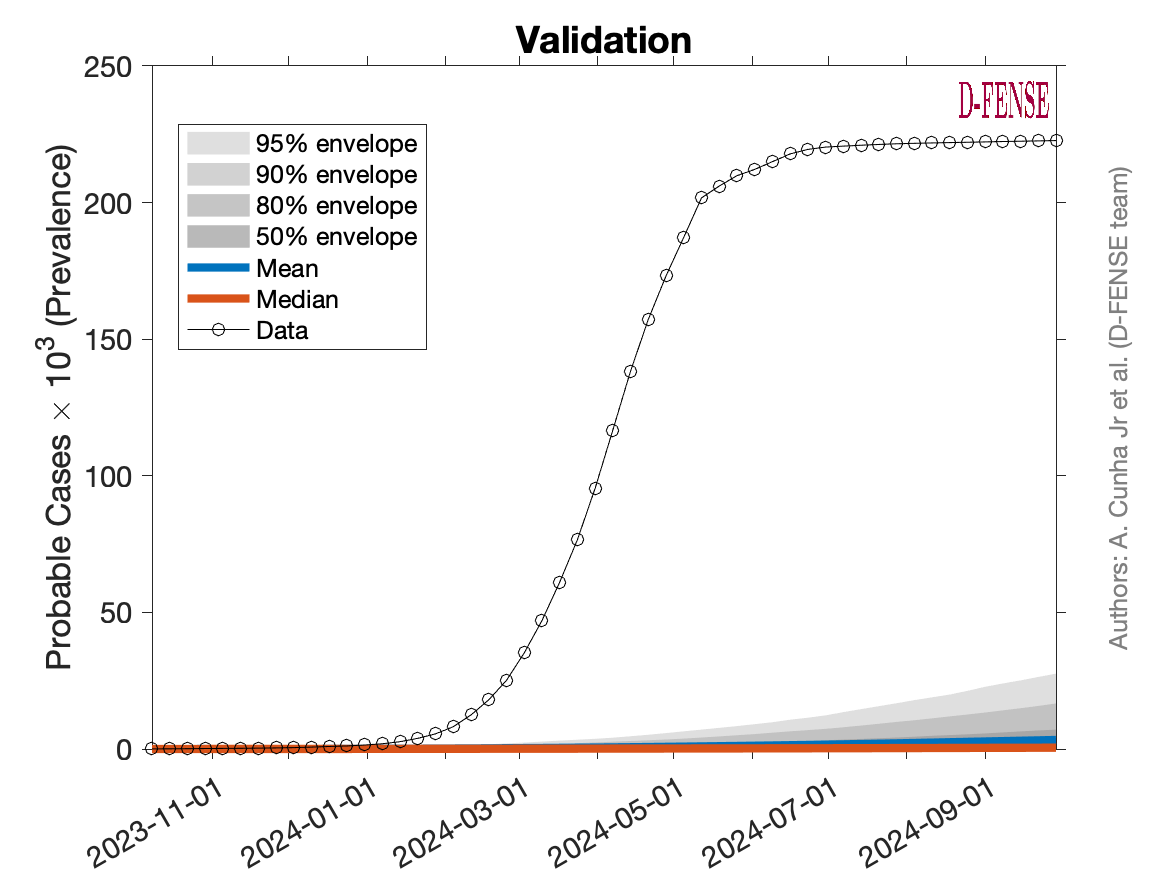 Validation
D-FENSE
250
200
150
100
50
0
Probable Cases × 10³ (Prevalence)
95% envelope
90% envelope
80% envelope
50% envelope
Mean
Median
Data
2023-11-01
2024-01-01
2024-03-01
2024-05-01
2024-07-01
2024-09-01
Authors: A. Cunha Jr et al. (D-FENSE team)